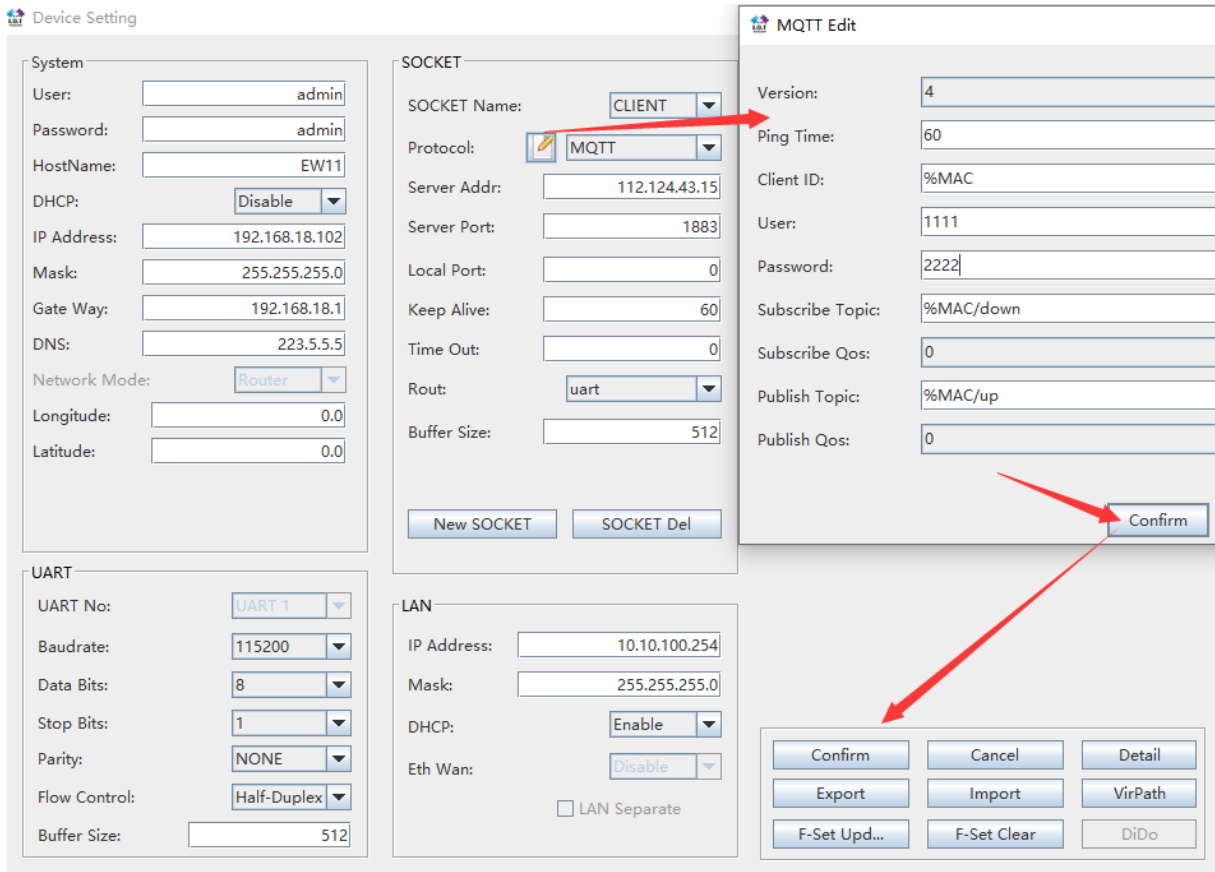 Device Setting
System
User: admin
Password: admin
HostName: EW11
DHCP: Disable
IP Address: 192.168.18.102
Mask: 255.255.255.0
Gate Way: 192.168.18.1
DNS: 223.5.5.5
Network Mode: Router
Longitude: 0.0
Latitude: 0.0
UART
UART No: UART 1
Baudrate: 115200
Data Bits: 8
Stop Bits: 1
Parity: NONE
Flow Control: Half-Duplex
Buffer Size: 512
SOCKET
SOCKET Name: CLIENT
Protocol: MQTT
Server Addr: 112.124.43.15
Server Port: 1883
Local Port: 0
Keep Alive: 60
Time Out: 0
Rout: uart
Buffer Size: 512
New SOCKET SOCKET Del
LAN
IP Address: 10.10.100.254
Mask: 255.255.255.0
DHCP: Enable
Eth Wan: Disable
LAN Separate
MQTT Edit
Version: 4
Ping Time: 60
Client ID: %MAC
User: 1111
Password: 2222
Subscribe Topic: %MAC/down
Subscribe Qos: 0
Publish Topic: %MAC/up
Publish Qos: 0
Confirm
Confirm Cancel Detail
Export Import VirPath
F-Set Upd... F-Set Clear DiDo